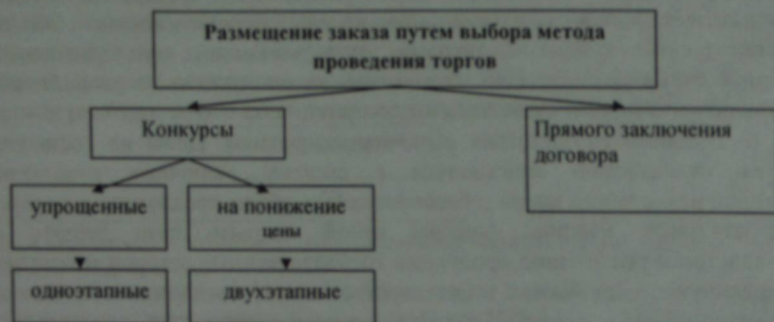 Размещение заказа путем выбора метода
проведения торгов
Конкурсы
Прямого заключения
договора
упрощенные
на понижение
цены
одноэтапные
двухэтапные